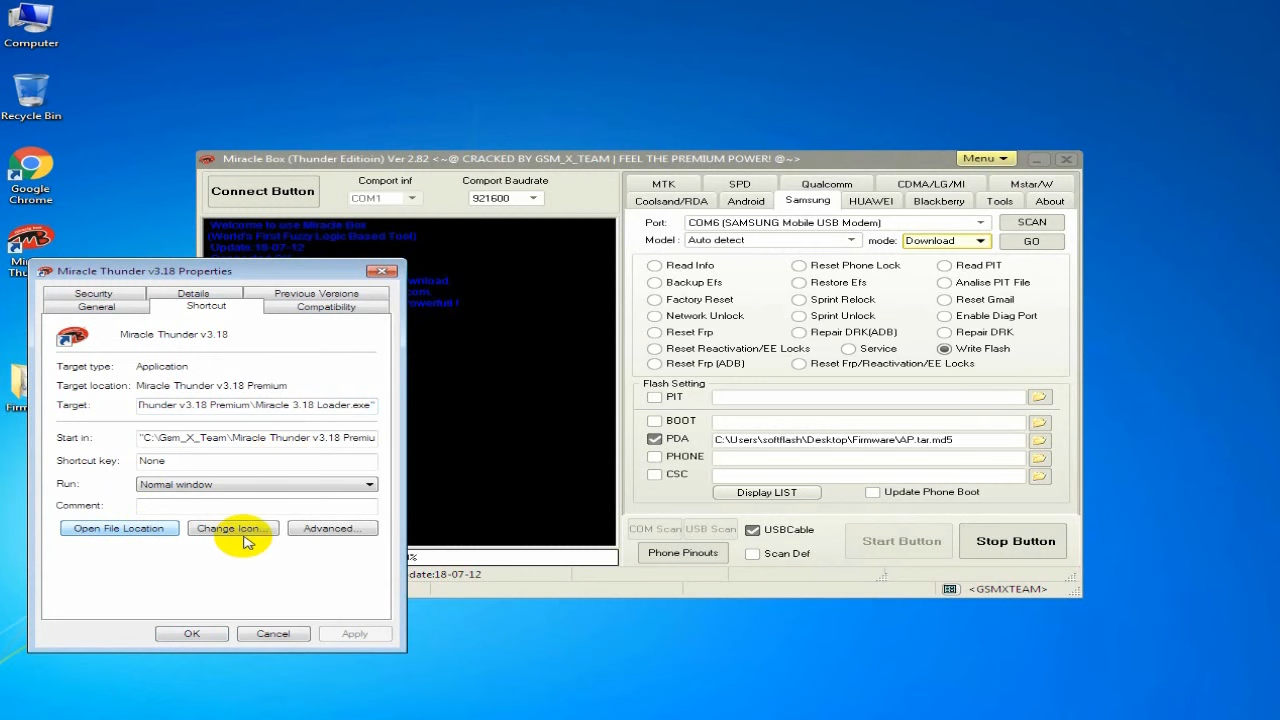 Computer
Recycle Bin
Google
Chrome
Mi
Thu
Firm
Miracle Box (Thunder Editioin) Ver 2.82 <~@ CRACKED BY GSM_X_TEAM | FEEL THE PREMIUM POWER! @~>
Menu
Connect Button
Comport inf
Comport Baudrate
COM1
921600
Welcome to use Miracle Box
(World's First Fuzzy Logic Based Tool)
Update:18-07-12
MTK
SPD
Qualcomm
CDMA/LG/MI
Mstar/W
Coolsand/RDA
Android
Samsung
HUAWEI
Blackberry
Tools
About
Port:
COM6 (SAMSUNG Mobile USB Modem)
SCAN
Model :
Auto detect
mode:
Download
GO
Read Info
Reset Phone Lock
Read PIT
Backup Efs
Restore Efs
Analise PIT File
Factory Reset
Sprint Relock
Reset Gmail
Network Unlock
Sprint Unlock
Enable Diag Port
Reset Frp
Repair DRK(ADB)
Repair DRK
Reset Reactivation/EE Locks
Service
Write Flash
Reset Frp (ADB)
Reset Frp/Reactivation/EE Locks
Flash Setting
PIT
BOOT
PDA
C:\Users\softflash\Desktop\Firmware\AP.tar.md5
PHONE
CSC
Display LIST
Update Phone Boot
COM Scan
USB Scan
USBCable
Start Button
Stop Button
Phone Pinouts
Scan Def
%
date:18-07-12
<GSMXTEAM>
Miracle Thunder v3.18 Properties
Security
Details
Previous Versions
General
Shortcut
Compatibility
Miracle Thunder v3.18
Target type:
Application
Target location:
Miracle Thunder v3.18 Premium
Target:
Thunder v3.18 Premium\Miracle 3.18 Loader.exe"
Start in:
"C:\Gsm_X_Team\Miracle Thunder v3.18 Premiu
Shortcut key:
None
Run:
Normal window
Comment:
Open File Location
Change Icon...
Advanced...
OK
Cancel
Apply